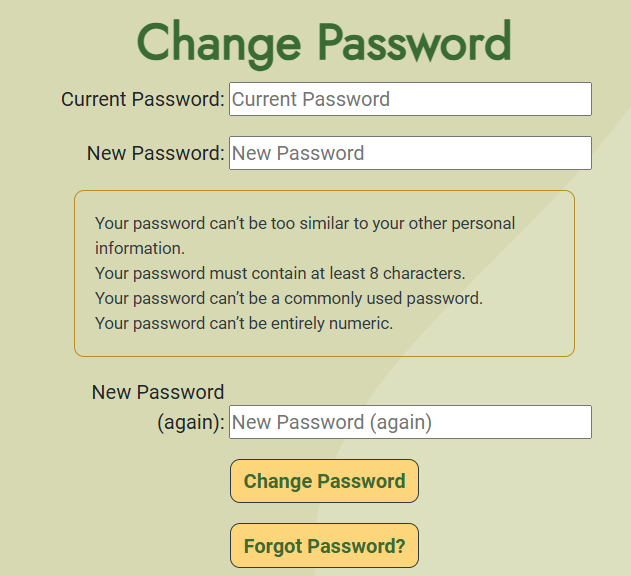 Change Password
Current Password: Current Password
New Password: New Password
Your password can’t be too similar to your other personal
information.
Your password must contain at least 8 characters.
Your password can’t be a commonly used password.
Your password can’t be entirely numeric.
New Password
(again): New Password (again)
Change Password
Forgot Password?